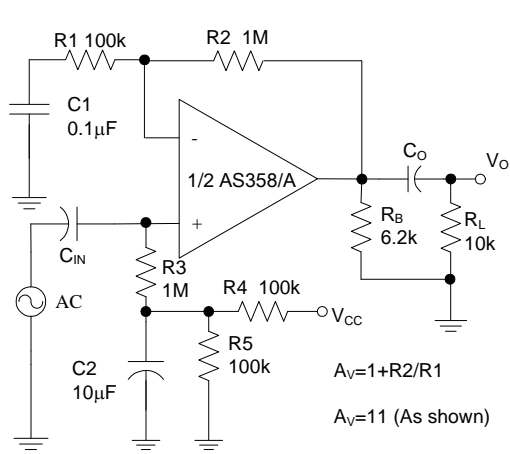 R1 100k
R2 1M
C1
0.1μF
-
1/2 AS358/A
+
CO
VO
RB
6.2k
RL
10k
CIN
R3
1M
AC
R4 100k
VCC
R5
100k
C2
10μF
AV=1+R2/R1
AV=11 (As shown)